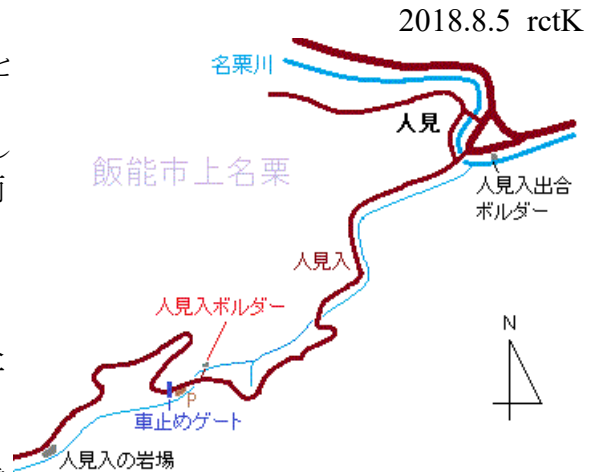 2018.8.5 rctK
名栗川
人見
飯能市上名栗
人見入出合
ボルダー
人見入
人見入ボルダー
N
P
車止めゲート
人見入の岩場